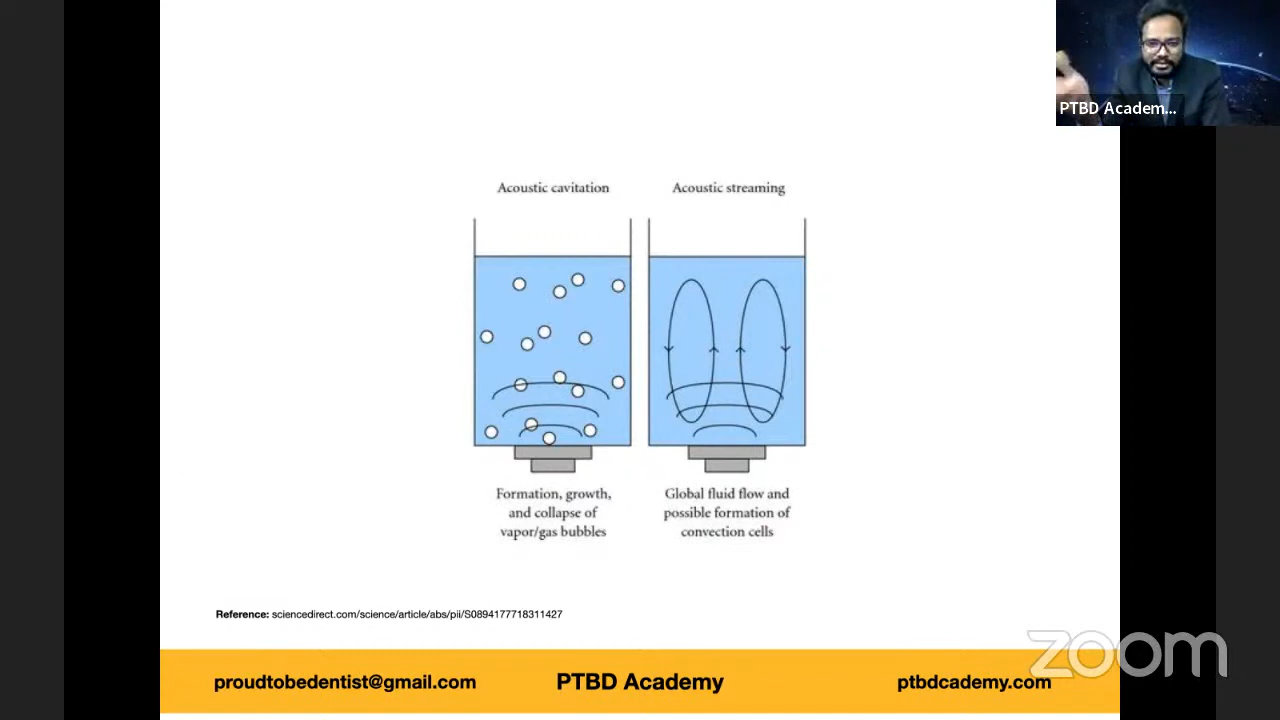 PTBD Academ...
Acoustic cavitation
Acoustic streaming
Formation, growth,
and collapse of
vapor/gas bubbles
Global fluid flow and
possible formation of
convection cells
Reference: sciencedirect.com/science/article/abs/pii/S0894177718311427
zoom
proudtobedentist@gmail.com
PTBD Academy
ptbdcademy.com